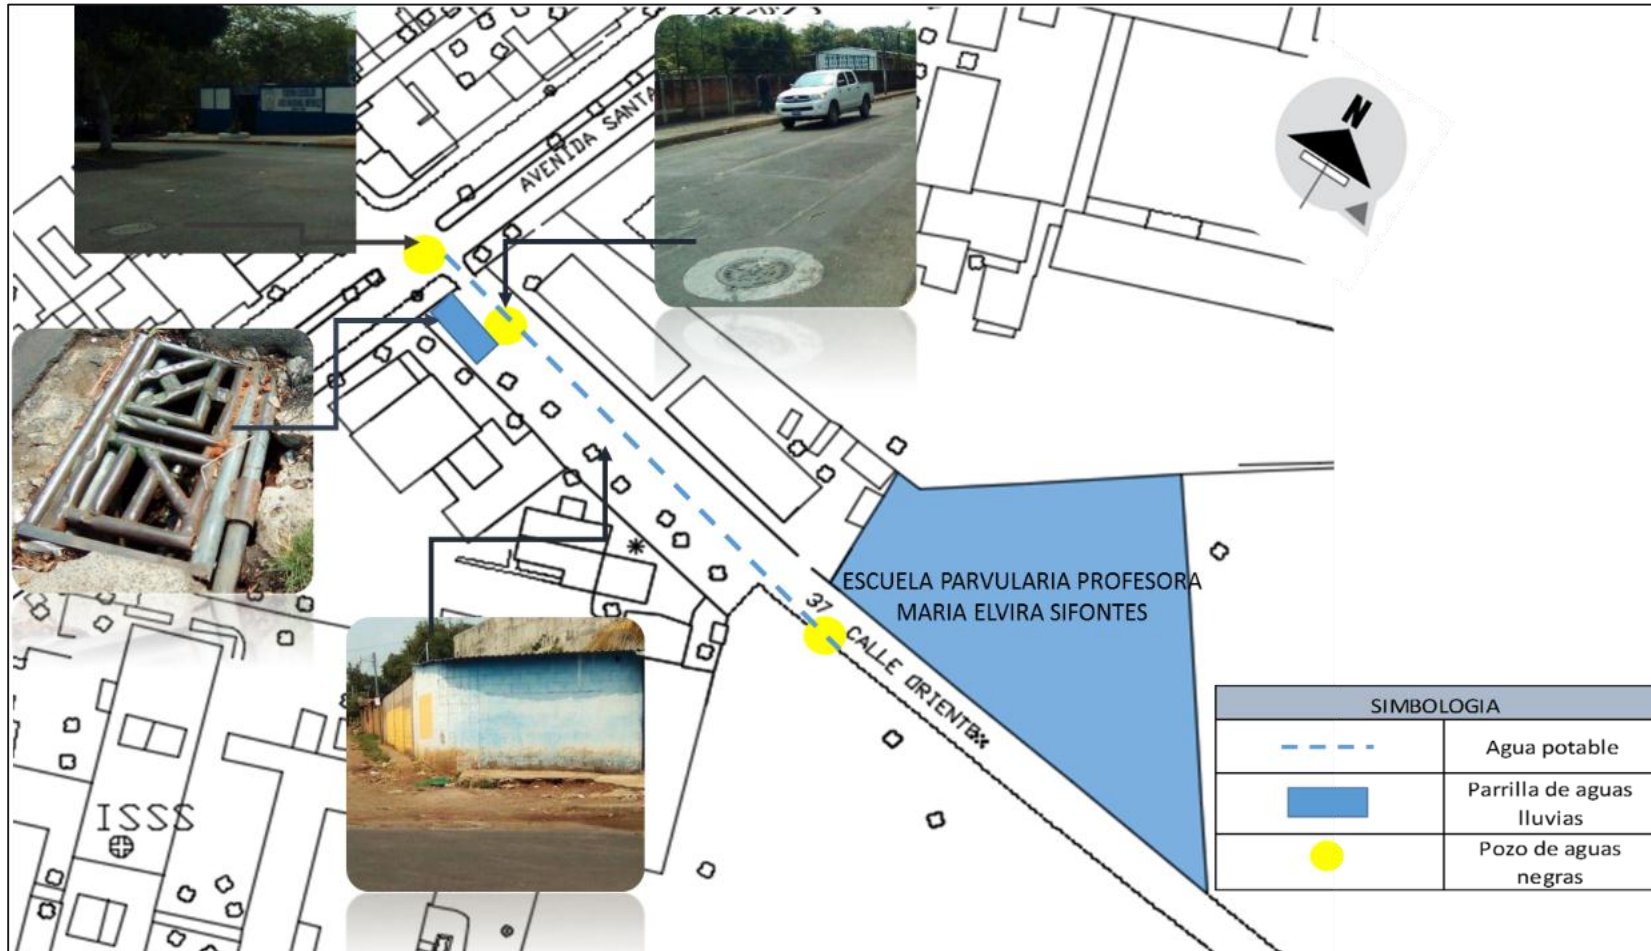 AVENIDA SANTA
N
ESCUELA PARVULARIA PROFESORA
MARIA ELVIRA SIFONTES
37 CALLE ORIENTE
SIMBOLOGIA
Agua potable
Parrilla de aguas
lluvias
Pozo de aguas
negras
ISSS